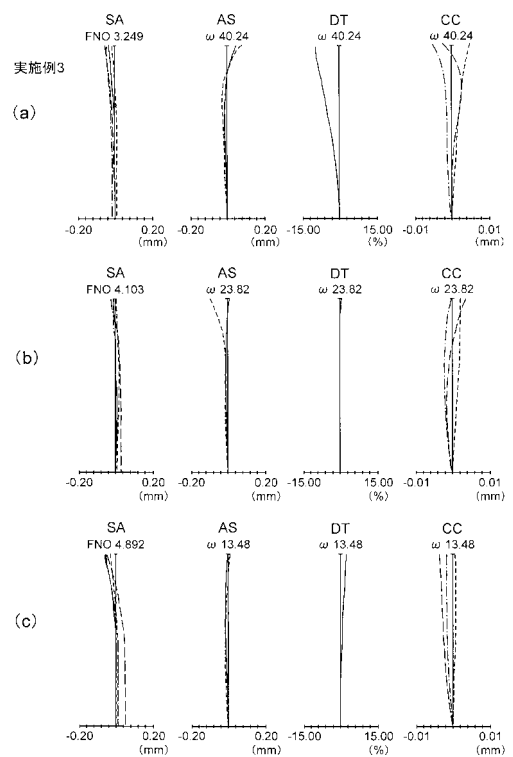 SA AS DT CC
FNO 3.249 ω 40.24 ω 40.24 ω 40.24
実施例3
(a)
-0.20 0.20 -0.20 0.20 -15.00 15.00 -0.01 0.01
(mm) (mm) (%) (mm)
SA AS DT CC
FNO 4.103 ω 23.82 ω 23.82 ω 23.82
(b)
-0.20 0.20 -0.20 0.20 -15.00 15.00 -0.01 0.01
(mm) (mm) (%) (mm)
SA AS DT CC
FNO 4.892 ω 13.48 ω 13.48 ω 13.48
(c)
-0.20 0.20 -0.20 0.20 -15.00 15.00 -0.01 0.01
(mm) (mm) (%) (mm)